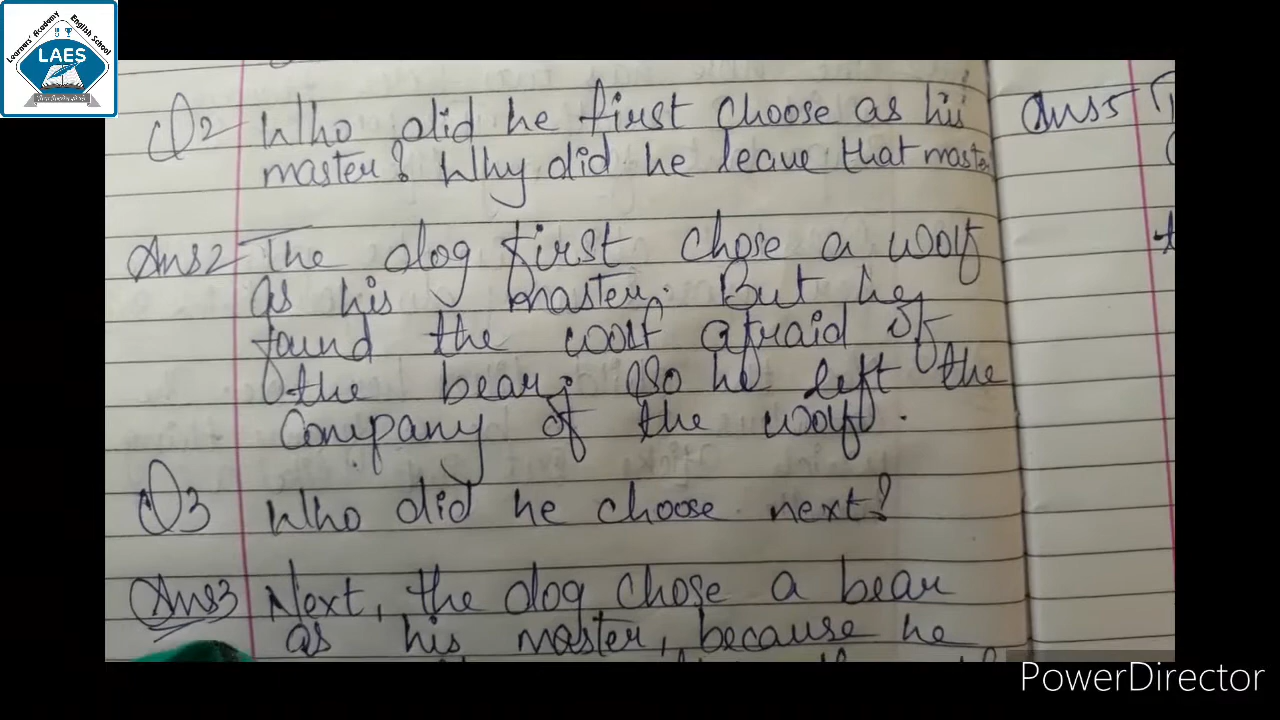 Learners' Academy English School
LAES
Q2 Who did he first choose as his
master? Why did he leave that master
Ans2 The dog first chose a wolf
as his master. But he
found the wolf afraid of
the bear, so he left the
Company of the wolf.
Q3 Who did he choose next?
Ans3 Next, the dog chose a bear
as his master, because he
Ans5
PowerDirector